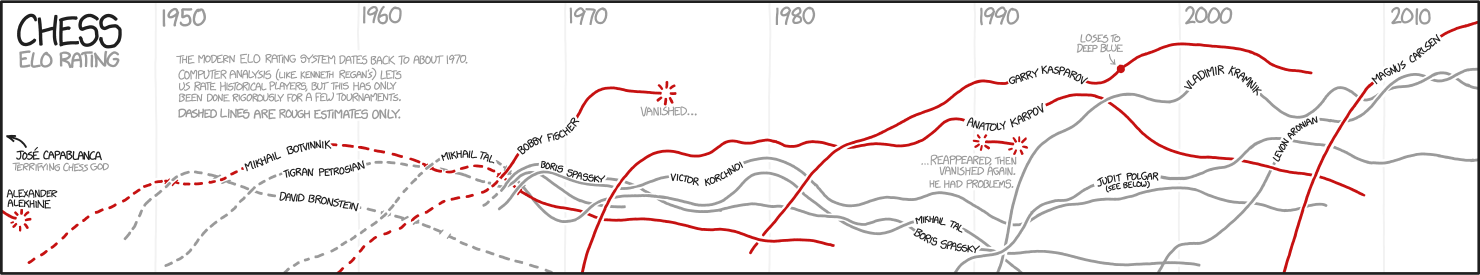 CHESS
ELO RATING
1950
1960
1970
1980
1990
2000
2010
THE MODERN ELO RATING SYSTEM DATES BACK TO ABOUT 1970.
COMPUTER ANALYSIS (LIKE KENNETH REGAN'S) LETS
US RATE HISTORICAL PLAYERS, BUT THIS HAS ONLY
BEEN DONE RIGOROUSLY FOR A FEW TOURNAMENTS.
DASHED LINES ARE ROUGH ESTIMATES ONLY.
JOSÉ CAPABLANCA
TERRIFYING CHESS GOD
ALEXANDER
ALEKHINE
MIKHAIL BOTVINNIK
TIGRAN PETROSIAN
DAVID BRONSTEIN
MIKHAIL TAL
BOBBY FISCHER
BORIS SPASSKY
VANISHED...
VICTOR KORCHNOI
...REAPPEARED, THEN
VANISHED AGAIN.
HE HAD PROBLEMS.
MIKHAIL TAL
BORIS SPASSKY
GARRY KASPAROV
ANATOLY KARPOV
LOSES TO
DEEP BLUE
VLADIMIR KRAMNIK
JUDIT POLGAR
(SEE BELOW)
LEVON ARONIAN
MAGNUS CARLSEN